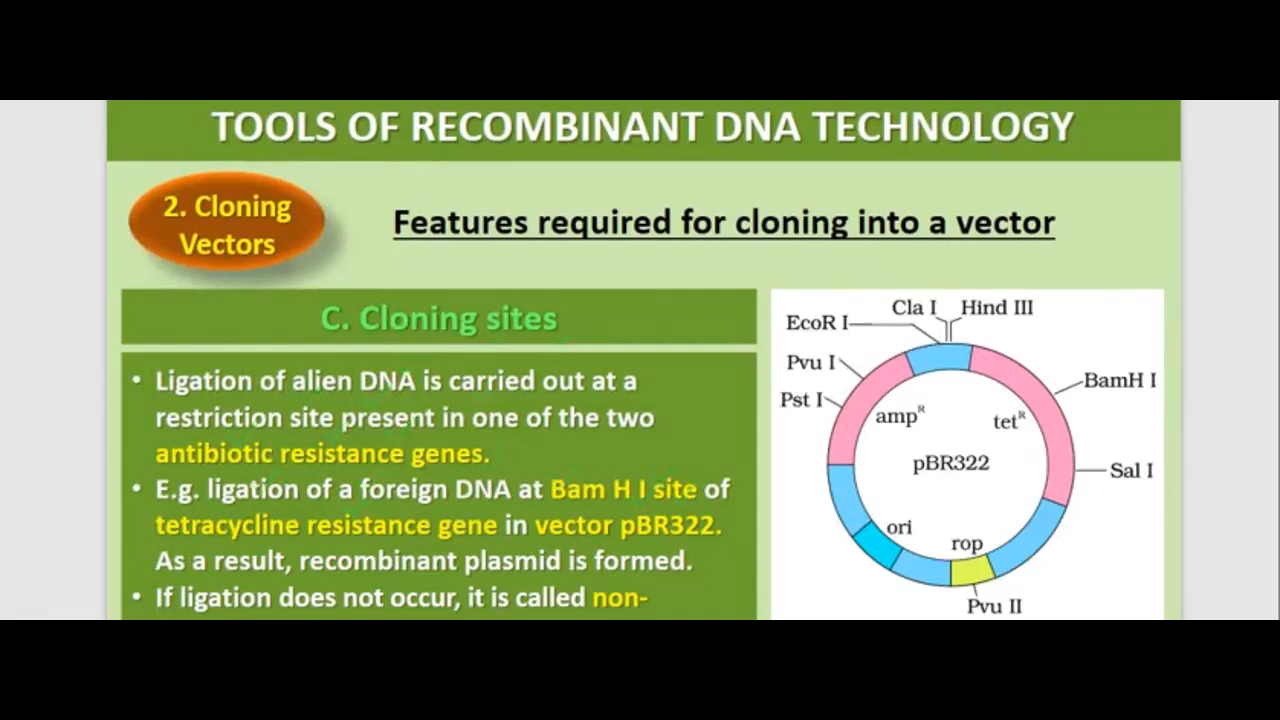 TOOLS OF RECOMBINANT DNA TECHNOLOGY
2. Cloning
Vectors
Features required for cloning into a vector
C. Cloning sites
• Ligation of alien DNA is carried out at a
restriction site present in one of the two
antibiotic resistance genes.
• E.g. ligation of a foreign DNA at Bam H I site of
tetracycline resistance gene in vector pBR322.
As a result, recombinant plasmid is formed.
• If ligation does not occur, it is called non-
Cla I
Hind III
EcoR I
Pvu I
BamH I
Pst I
amp^R
tet^R
pBR322
Sal I
ori
rop
Pvu II